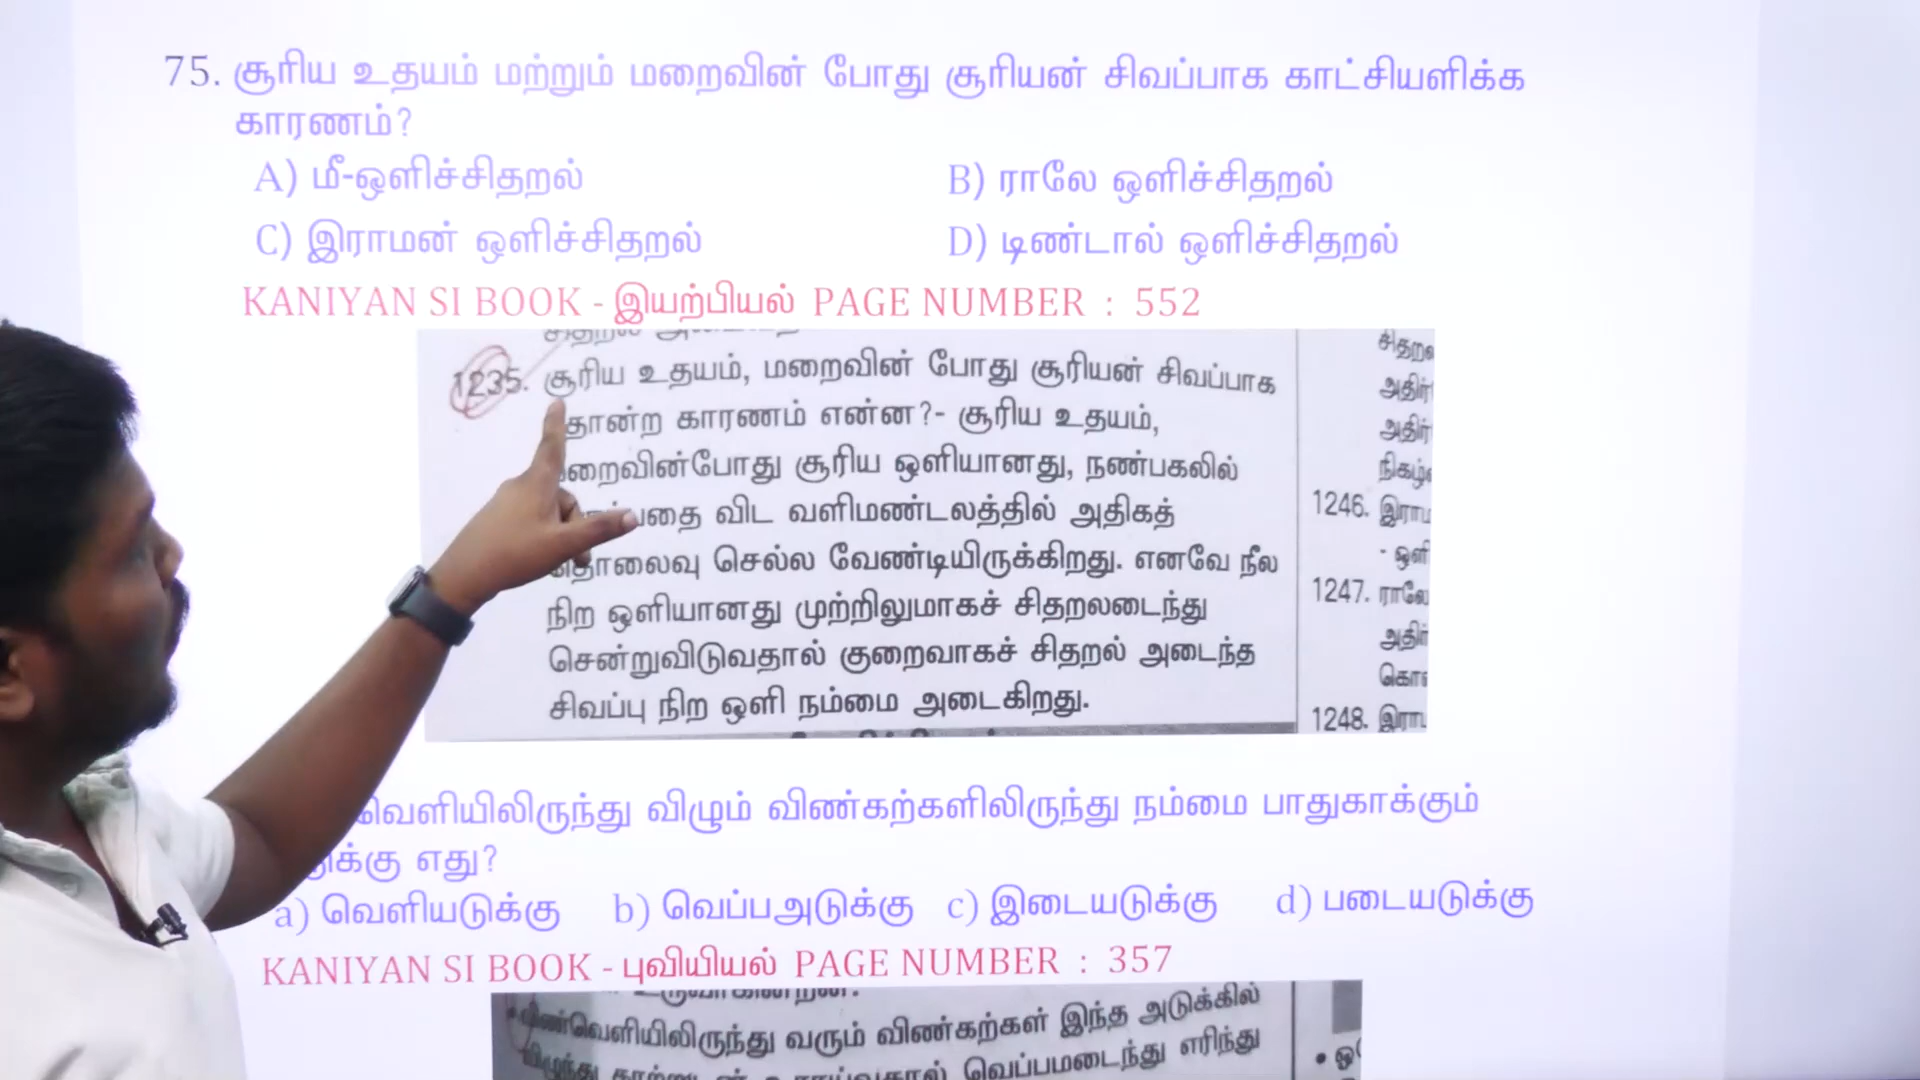 75. சூரிய உதயம் மற்றும் மறைவின் போது சூரியன் சிவப்பாக காட்சியளிக்க
காரணம்?
A) மீ-ஒளிச்சிதறல்
B) ராலே ஒளிச்சிதறல்
C) இராமன் ஒளிச்சிதறல்
D) டிண்டால் ஒளிச்சிதறல்
KANIYAN SI BOOK - இயற்பியல் PAGE NUMBER : 552
1235. சூரிய உதயம், மறைவின் போது சூரியன் சிவப்பாக
காரணம் என்ன?- சூரிய உதயம்,
சூரிய ஒளியானது, நண்பகலில்
விட வளிமண்டலத்தில் அதிகத்
செல்ல வேண்டியிருக்கிறது. எனவே நீல
நிற ஒளியானது முற்றிலுமாகச் சிதறலடைந்து
சென்றுவிடுவதால் குறைவாகச் சிதறல் அடைந்த
சிவப்பு நிற ஒளி நம்மை அடைகிறது.
1246.
1247.
1248.
விழும் விண்கற்களிலிருந்து நம்மை பாதுகாக்கும்
எது?
a) வெளியடுக்கு b) வெப்பஅடுக்கு c) இடையடுக்கு d) படையடுக்கு
KANIYAN SI BOOK - புவியியல் PAGE NUMBER : 357
விண்வெளியிலிருந்து வரும் விண்கற்கள் இந்த அடுக்கில்
வெப்பமடைந்து எரிந்து